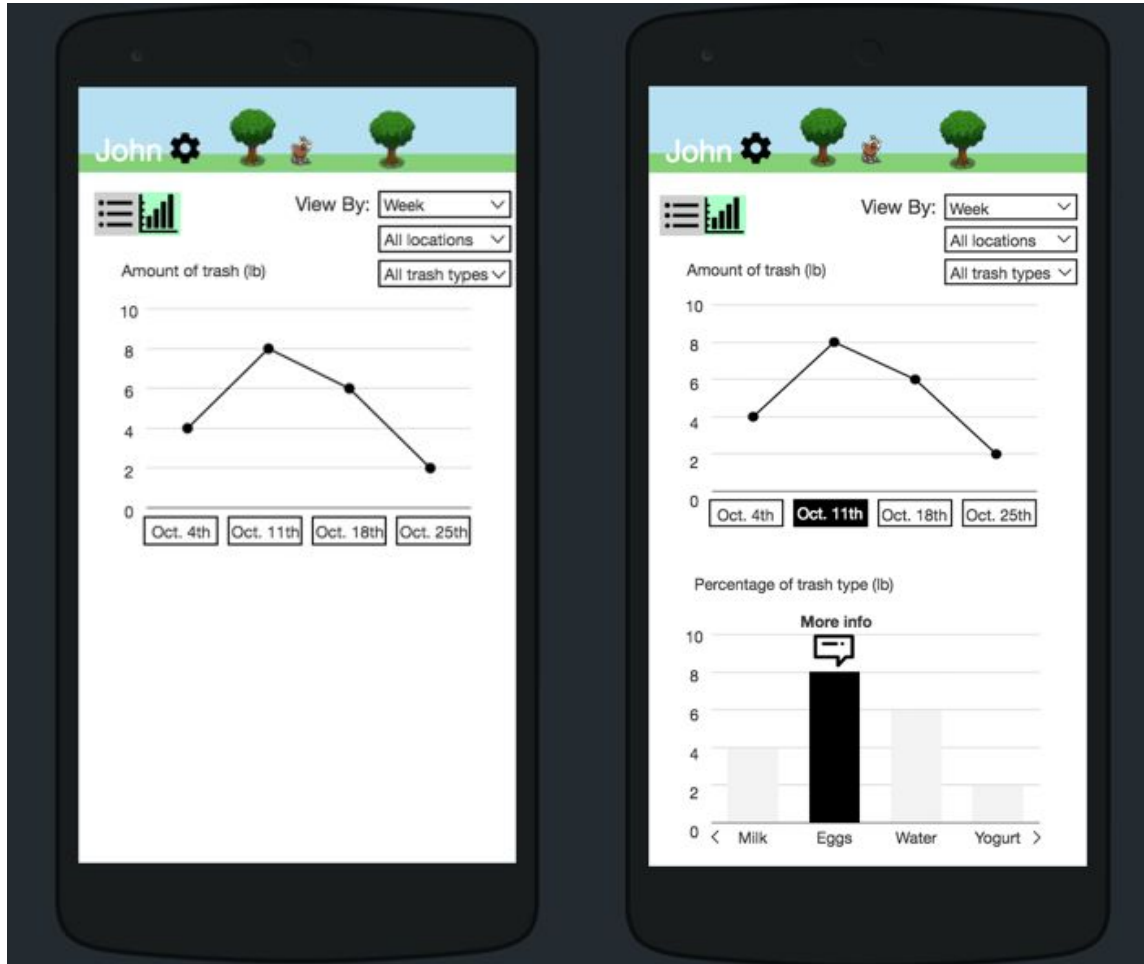 John
View By: Week
All locations
All trash types
Amount of trash (lb)
10
8
6
4
2
0
Oct. 4th Oct. 11th Oct. 18th Oct. 25th
John
View By: Week
All locations
All trash types
Amount of trash (lb)
10
8
6
4
2
0
Oct. 4th Oct. 11th Oct. 18th Oct. 25th
Percentage of trash type (lb)
More info
10
8
6
4
2
0
< Milk Eggs Water Yogurt >